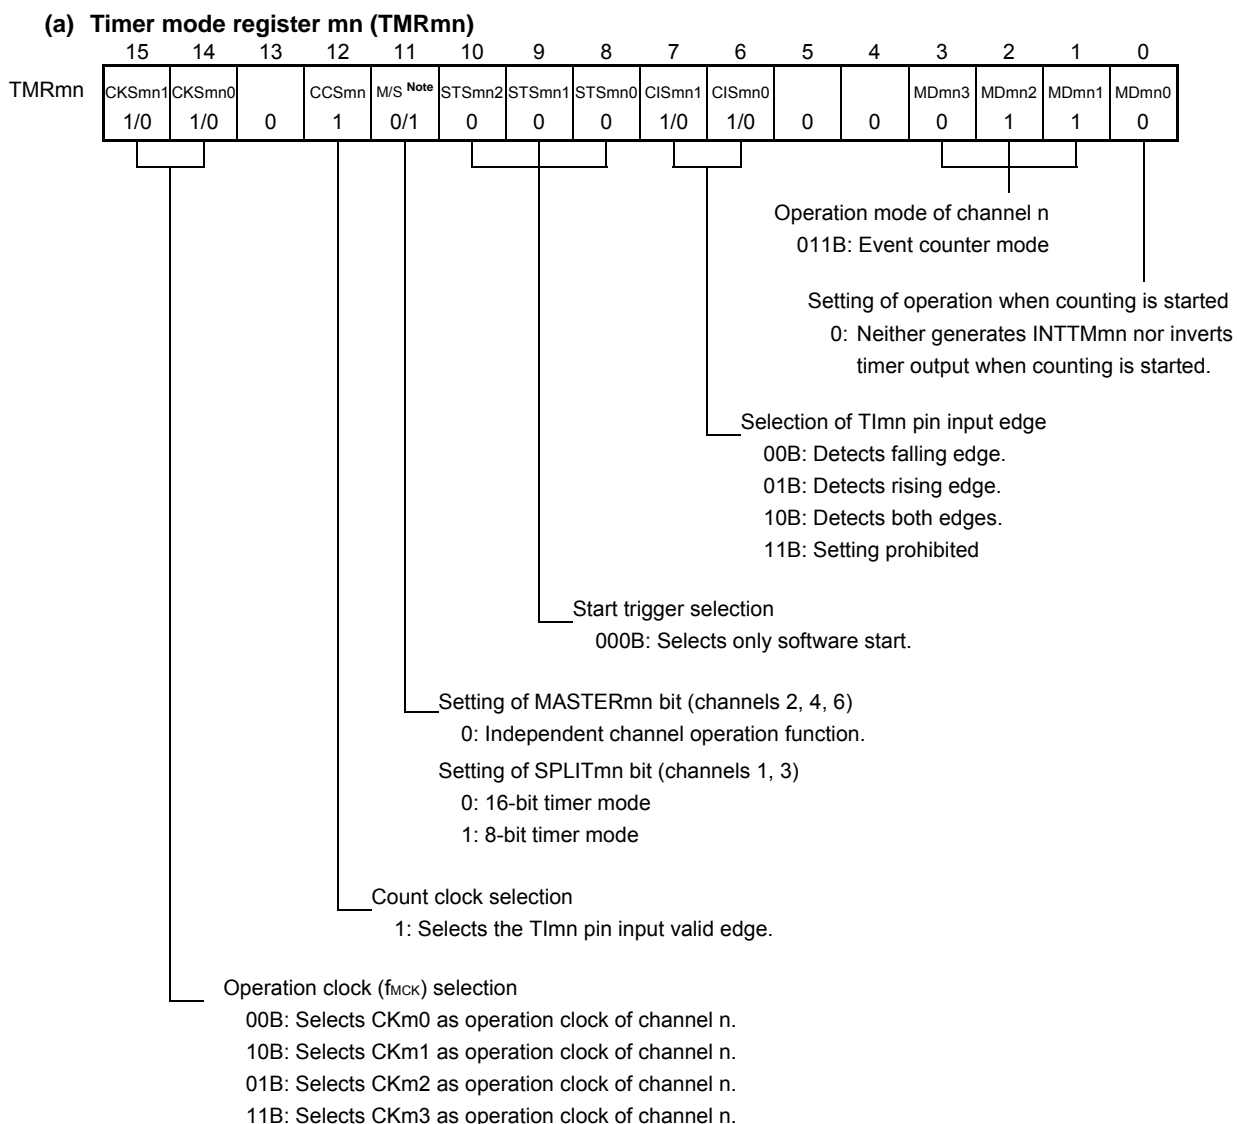 (a) Timer mode register mn (TMRmn)
15 14 13 12 11 10 9 8 7 6 5 4 3 2 1 0
TMRmn CKSmn1 CKSmn0 CCSmn M/S Note STSmn2 STSmn1 STSmn0 CISmn1 CISmn0 MDmn3 MDmn2 MDmn1 MDmn0
1/0 1/0 0 1 0/1 0 0 0 1/0 1/0 0 0 0 1 1 0
Operation mode of channel n
011B: Event counter mode
Setting of operation when counting is started
0: Neither generates INTTMmn nor inverts
timer output when counting is started.
Selection of TImn pin input edge
00B: Detects falling edge.
01B: Detects rising edge.
10B: Detects both edges.
11B: Setting prohibited
Start trigger selection
000B: Selects only software start.
Setting of MASTERmn bit (channels 2, 4, 6)
0: Independent channel operation function.
Setting of SPLITmn bit (channels 1, 3)
0: 16-bit timer mode
1: 8-bit timer mode
Count clock selection
1: Selects the TImn pin input valid edge.
Operation clock (fMCK) selection
00B: Selects CKm0 as operation clock of channel n.
10B: Selects CKm1 as operation clock of channel n.
01B: Selects CKm2 as operation clock of channel n.
11B: Selects CKm3 as operation clock of channel n.